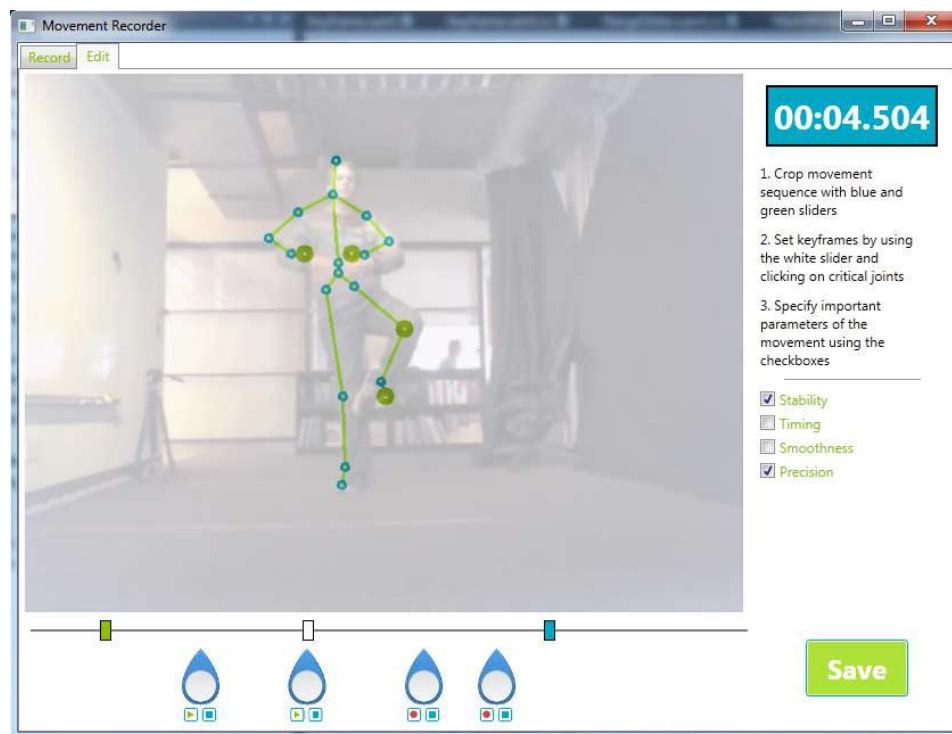 Movement Recorder
Record
Edit
00:04.504
1. Crop movement
sequence with blue and
green sliders
2. Set keyframes by using
the white slider and
clicking on critical joints
3. Specify important
parameters of the
movement using the
checkboxes
Stability
Timing
Smoothness
Precision
Save